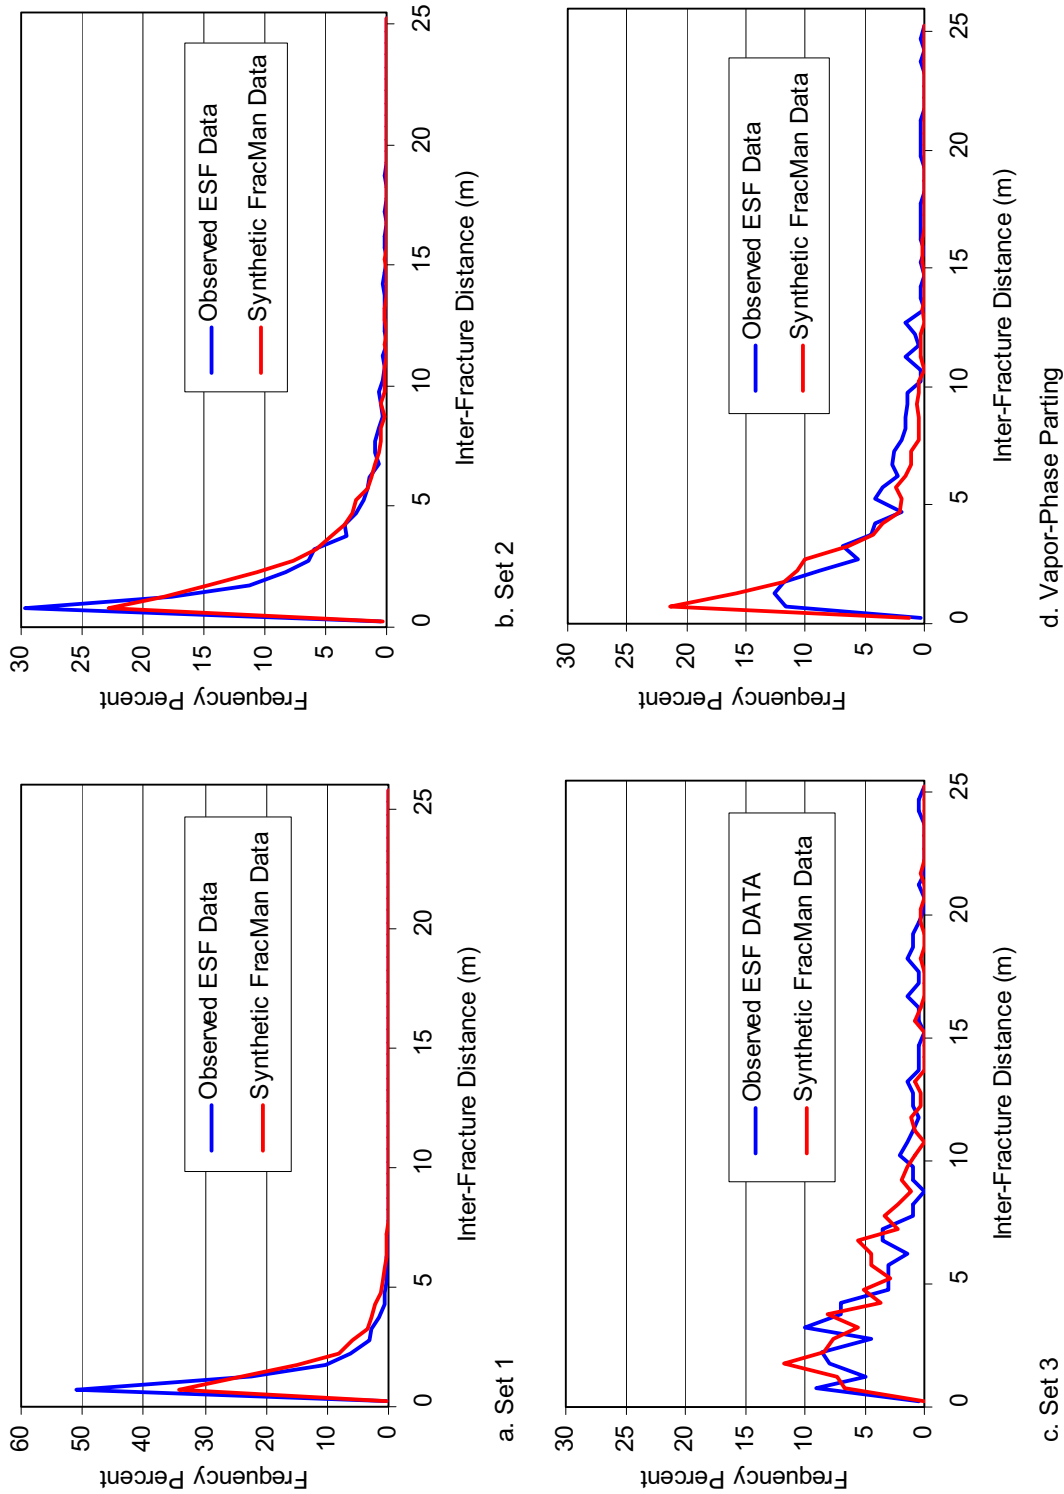 60
50
40
30
20
10
0
Frequency Percent
Observed ESF Data
Synthetic FracMan Data
0
5
10
15
20
25
Inter-Fracture Distance (m)
a. Set 1
30
25
20
15
10
5
0
Frequency Percent
Observed ESF Data
Synthetic FracMan Data
0
5
10
15
20
25
Inter-Fracture Distance (m)
b. Set 2
30
25
20
15
10
5
0
Frequency Percent
Observed ESF DATA
Synthetic FracMan Data
0
5
10
15
20
25
Inter-Fracture Distance (m)
c. Set 3
30
25
20
15
10
5
0
Frequency Percent
Observed ESF Data
Synthetic FracMan Data
0
5
10
15
20
25
Inter-Fracture Distance (m)
d. Vapor-Phase Parting